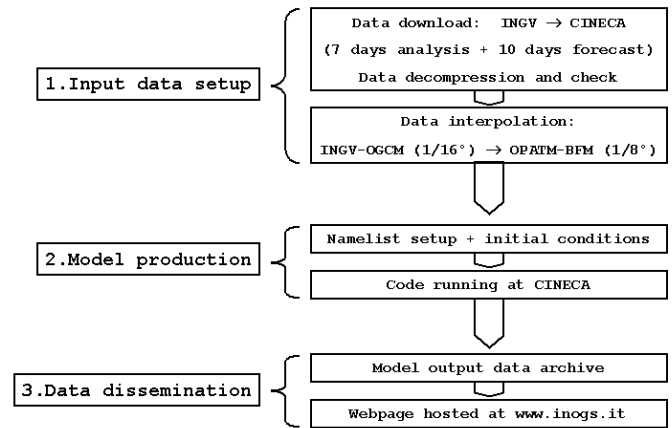 1.Input data setup
Data download: INGV → CINECA
(7 days analysis + 10 days forecast)
Data decompression and check
Data interpolation:
INGV-OGCM (1/16°) → OPATM-BFM (1/8°)
2.Model production
Namelist setup + initial conditions
Code running at CINECA
3.Data dissemination
Model output data archive
Webpage hosted at www.inogs.it